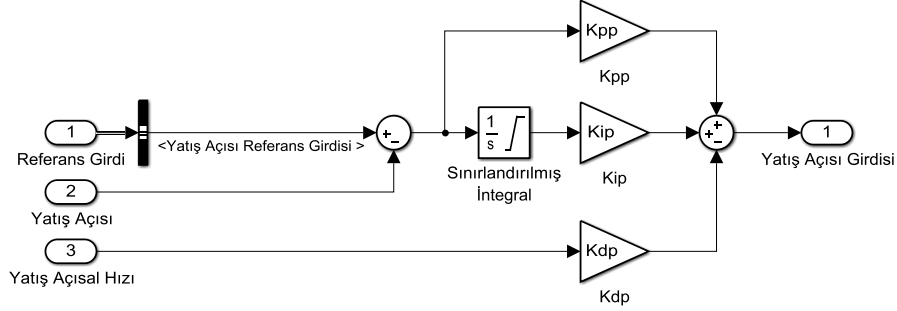 Kpp
Kpp
1
Referans Girdi
<Yatış Açısı Referans Girdisi >
+
-
1
s
Sınırlandırılmış
İntegral
Kip
Kip
+
+
-
1
Yatış Açısı Girdisi
2
Yatış Açısı
3
Yatış Açısal Hızı
Kdp
Kdp